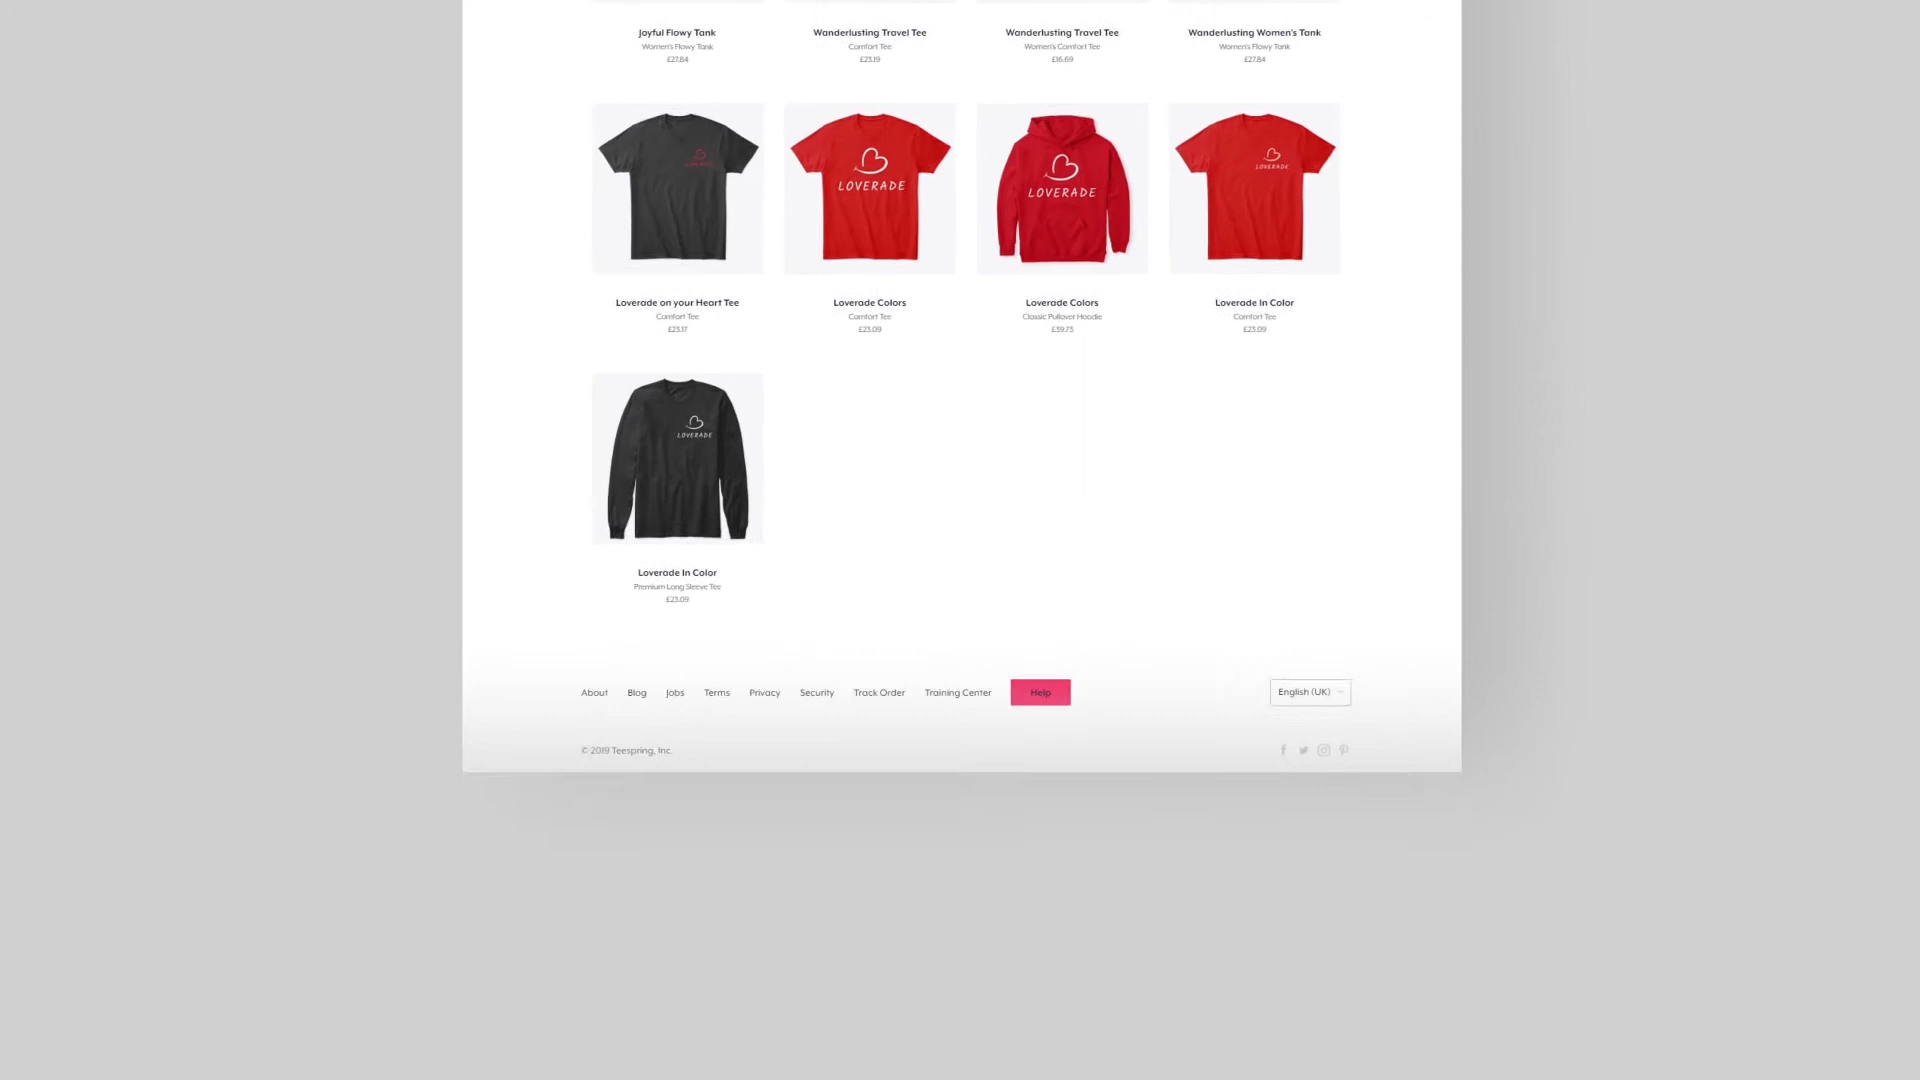 Joyful Flowy Tank
Women's Flowy Tank
£27.84
Wanderlusting Travel Tee
Comfort Tee
£23.19
Wanderlusting Travel Tee
Women's Comfort Tee
£16.69
Wanderlusting Women's Tank
Women's Flowy Tank
£27.84
LOVERADE
LOVERADE
LOVERADE
LOVERADE
Loverade on your Heart Tee
Comfort Tee
£23.17
Loverade Colors
Comfort Tee
£23.09
Loverade Colors
Classic Pullover Hoodie
£39.73
Loverade In Color
Comfort Tee
£23.09
LOVERADE
Loverade In Color
Premium Long Sleeve Tee
£23.09
About Blog Jobs Terms Privacy Security Track Order Training Center Help English (UK)
© 2019 Teespring, Inc.